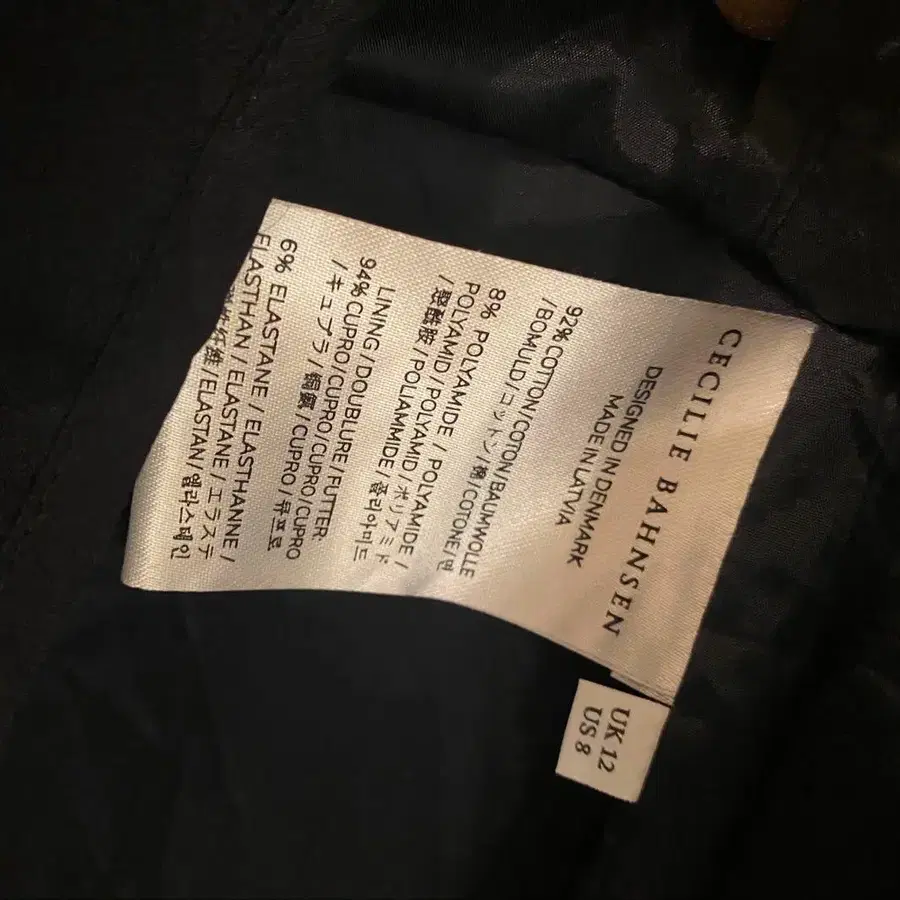 CECILIE BAHNSEN
DESIGNED IN DENMARK
MADE IN LATVIA
92% COTTON/COTON/BAUMWOLLE
/BOMULD/コットン/棉/COTONE/면
8% POLYAMIDE / POLYAMIDE /
POLYAMID / POLYAMID / ポリアミド
/聚酰胺/POLIAMMIDE/폴리아미드
LINING/DOUBLURE/FUTTER:
94% CUPRO/CUPRO/CUPRO/CUPRO
/キュプラ/铜氨/CUPRO/큐프로
6% ELASTANE / ELASTHANNE /
ELASTHAN / ELASTANE / エラステ
纤维/ELASTAN/엘라스테인
UK 12
US 8